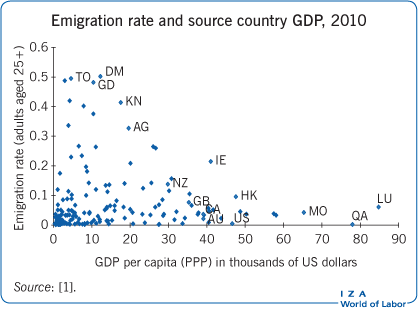 Emigration rate and source country GDP, 2010
Emigration rate (adults aged 25+)
0.6
0.5
0.4
0.3
0.2
0.1
0
TO
DM
GD
KN
AG
IE
NZ
GB
CA
AU
US
HK
MO
QA
LU
0 10 20 30 40 50 60 70 80 90
GDP per capita (PPP) in thousands of US dollars
Source: [1].
I Z A
World of Labor